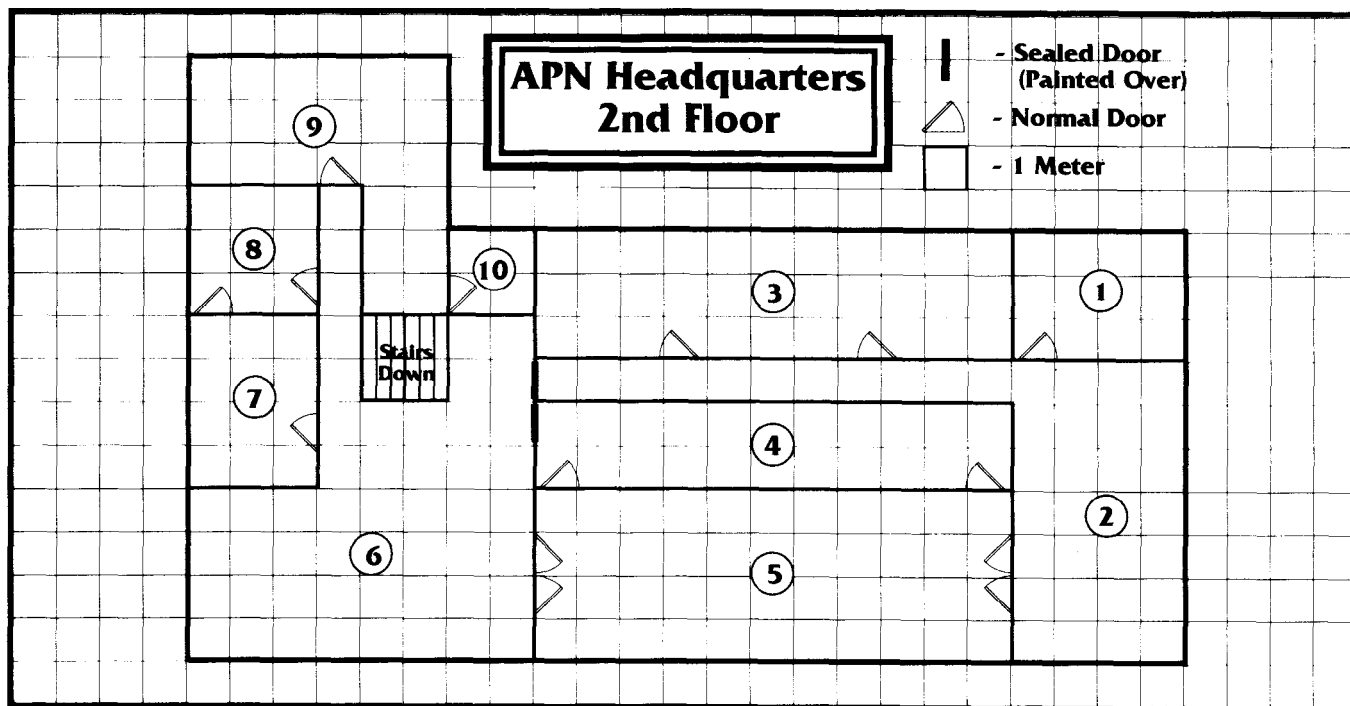 APN Headquarters
2nd Floor
- Sealed Door
(Painted Over)
- Normal Door
- 1 Meter
9
8
10
3
1
Stairs
Down
7
4
2
6
5